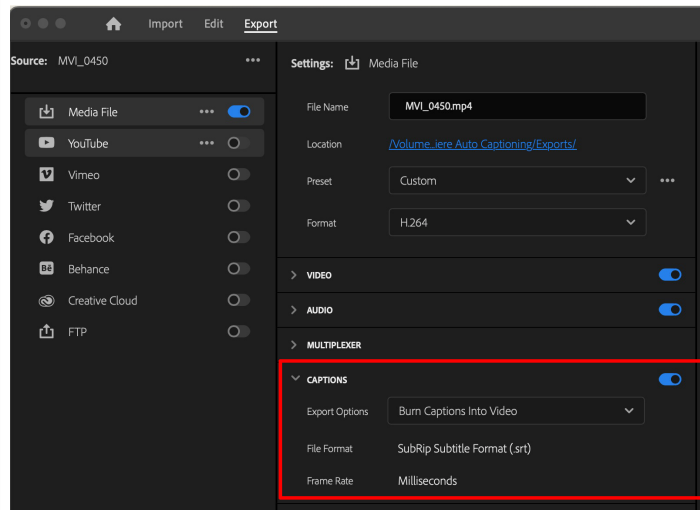 Import Edit Export
Source: MVI_0450
Media File
YouTube
Vimeo
Twitter
Facebook
Bē Behance
Creative Cloud
FTP
Settings: Media File
File Name MVI_0450.mp4
Location /Volume...iere Auto Captioning/Exports/
Preset Custom
Format H.264
VIDEO
AUDIO
MULTIPLEXER
CAPTIONS
Export Options Burn Captions Into Video
File Format SubRip Subtitle Format (.srt)
Frame Rate Milliseconds